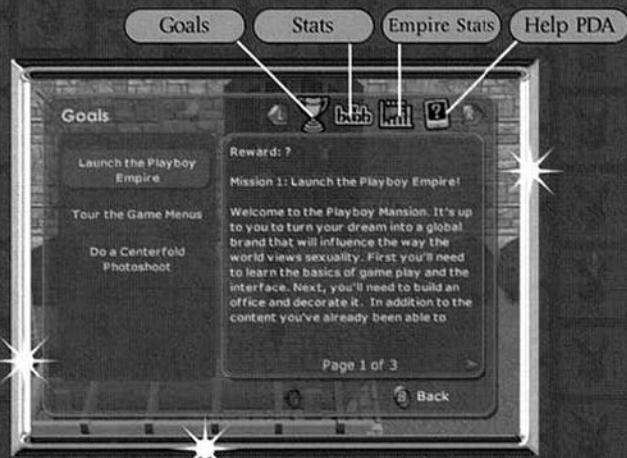 Goals Stats Empire Stats Help PDA
Goals
Launch the Playboy
Empire
Tour the Game Menus
Do a Centerfold
Photoshoot
Reward: ?
Mission 1: Launch the Playboy Empire!
Welcome to the Playboy Mansion. It's up
to you to turn your dream into a global
brand that will influence the way the
world views sexuality. First you'll need
to learn the basics of game play and the
interface. Next, you'll need to build an
office and decorate it. In addition to the
content you've already been able to
Page 1 of 3
B Back